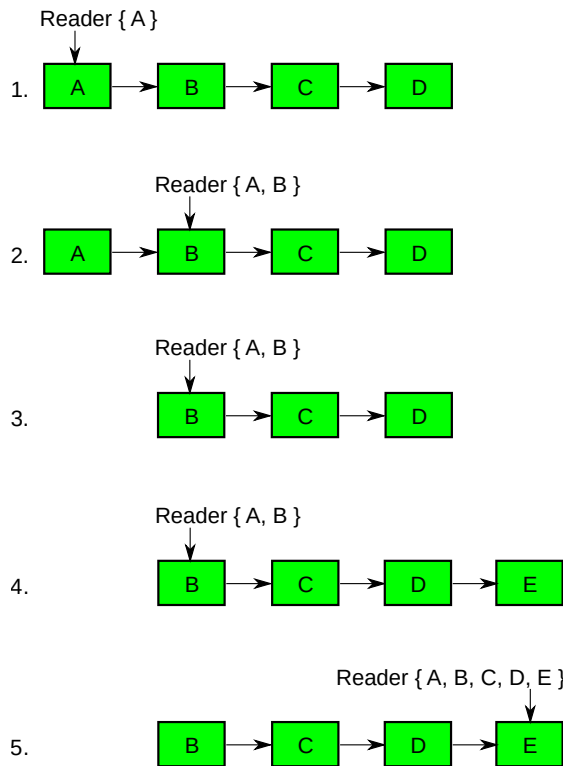 Reader { A }
1. A B C D
Reader { A, B }
2. A B C D
Reader { A, B }
3. B C D
Reader { A, B }
4. B C D E
Reader { A, B, C, D, E }
5. B C D E